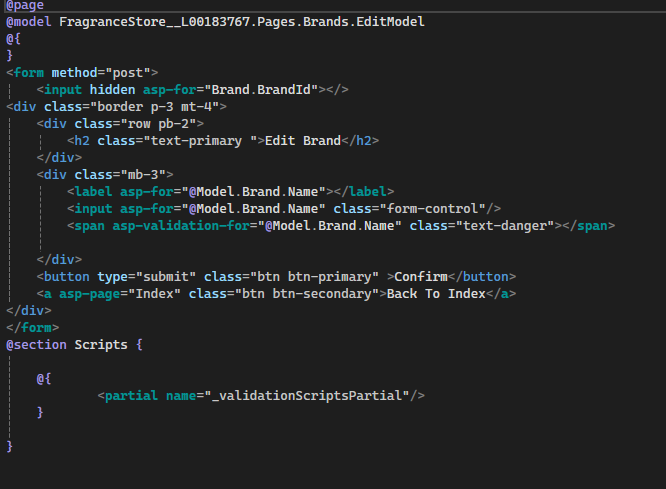 @page
@model FragranceStore__L00183767.Pages.Brands.EditModel
@{
}
<form method="post">
    <input hidden asp-for="Brand.BrandId"></>
<div class="border p-3 mt-4">
    <div class="row pb-2">
        <h2 class="text-primary ">Edit Brand</h2>
    </div>
    <div class="mb-3">
        <label asp-for="@Model.Brand.Name"></label>
        <input asp-for="@Model.Brand.Name" class="form-control"/>
        <span asp-validation-for="@Model.Brand.Name" class="text-danger"></span>

    </div>
    <button type="submit" class="btn btn-primary" >Confirm</button>
    <a asp-page="Index" class="btn btn-secondary">Back To Index</a>
</div>
</form>
@section Scripts {

    @{
            <partial name="_validationScriptsPartial"/>
    }

}